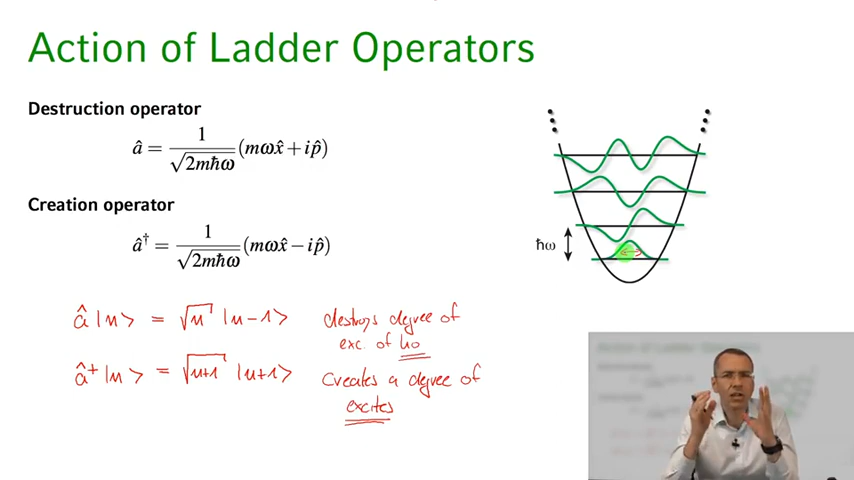 Action of Ladder Operators
Destruction operator
â = 1/√2mħω (mωx̂ + ip̂)
Creation operator
â† = 1/√2mħω (mωx̂ − ip̂)
ħω
â |n> = √n |n−1> destroys degree of
exc. of ho
â+ |n> = √n+1 |n+1> creates a degree of
excites